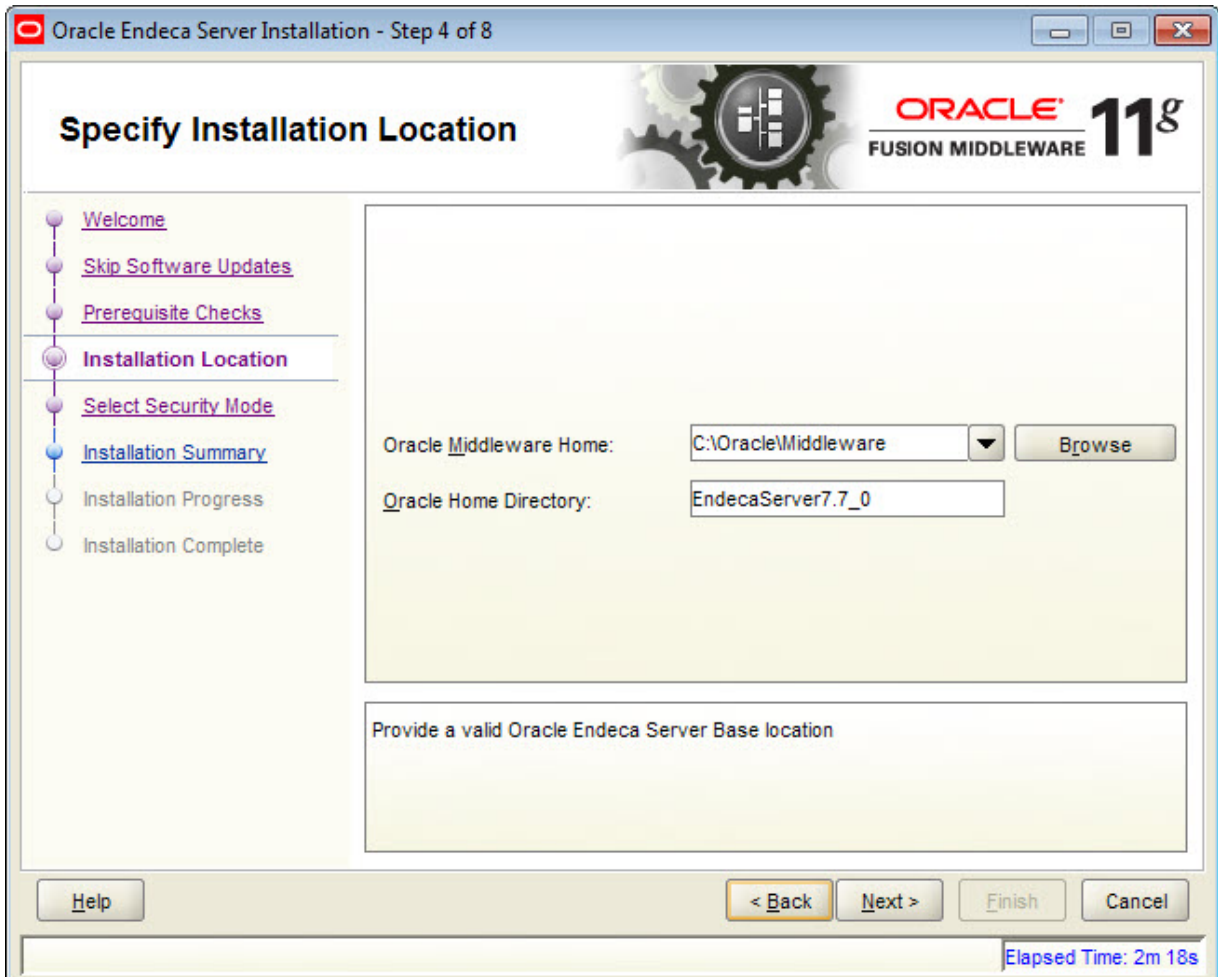 Oracle Endeca Server Installation - Step 4 of 8
Specify Installation Location
ORACLE
FUSION MIDDLEWARE
11g
Welcome
Skip Software Updates
Prerequisite Checks
Installation Location
Select Security Mode
Installation Summary
Installation Progress
Installation Complete
Oracle Middleware Home:
C:\Oracle\Middleware
Browse
Oracle Home Directory:
EndecaServer7.7_0
Provide a valid Oracle Endeca Server Base location
Help
< Back
Next >
Finish
Cancel
Elapsed Time: 2m 18s